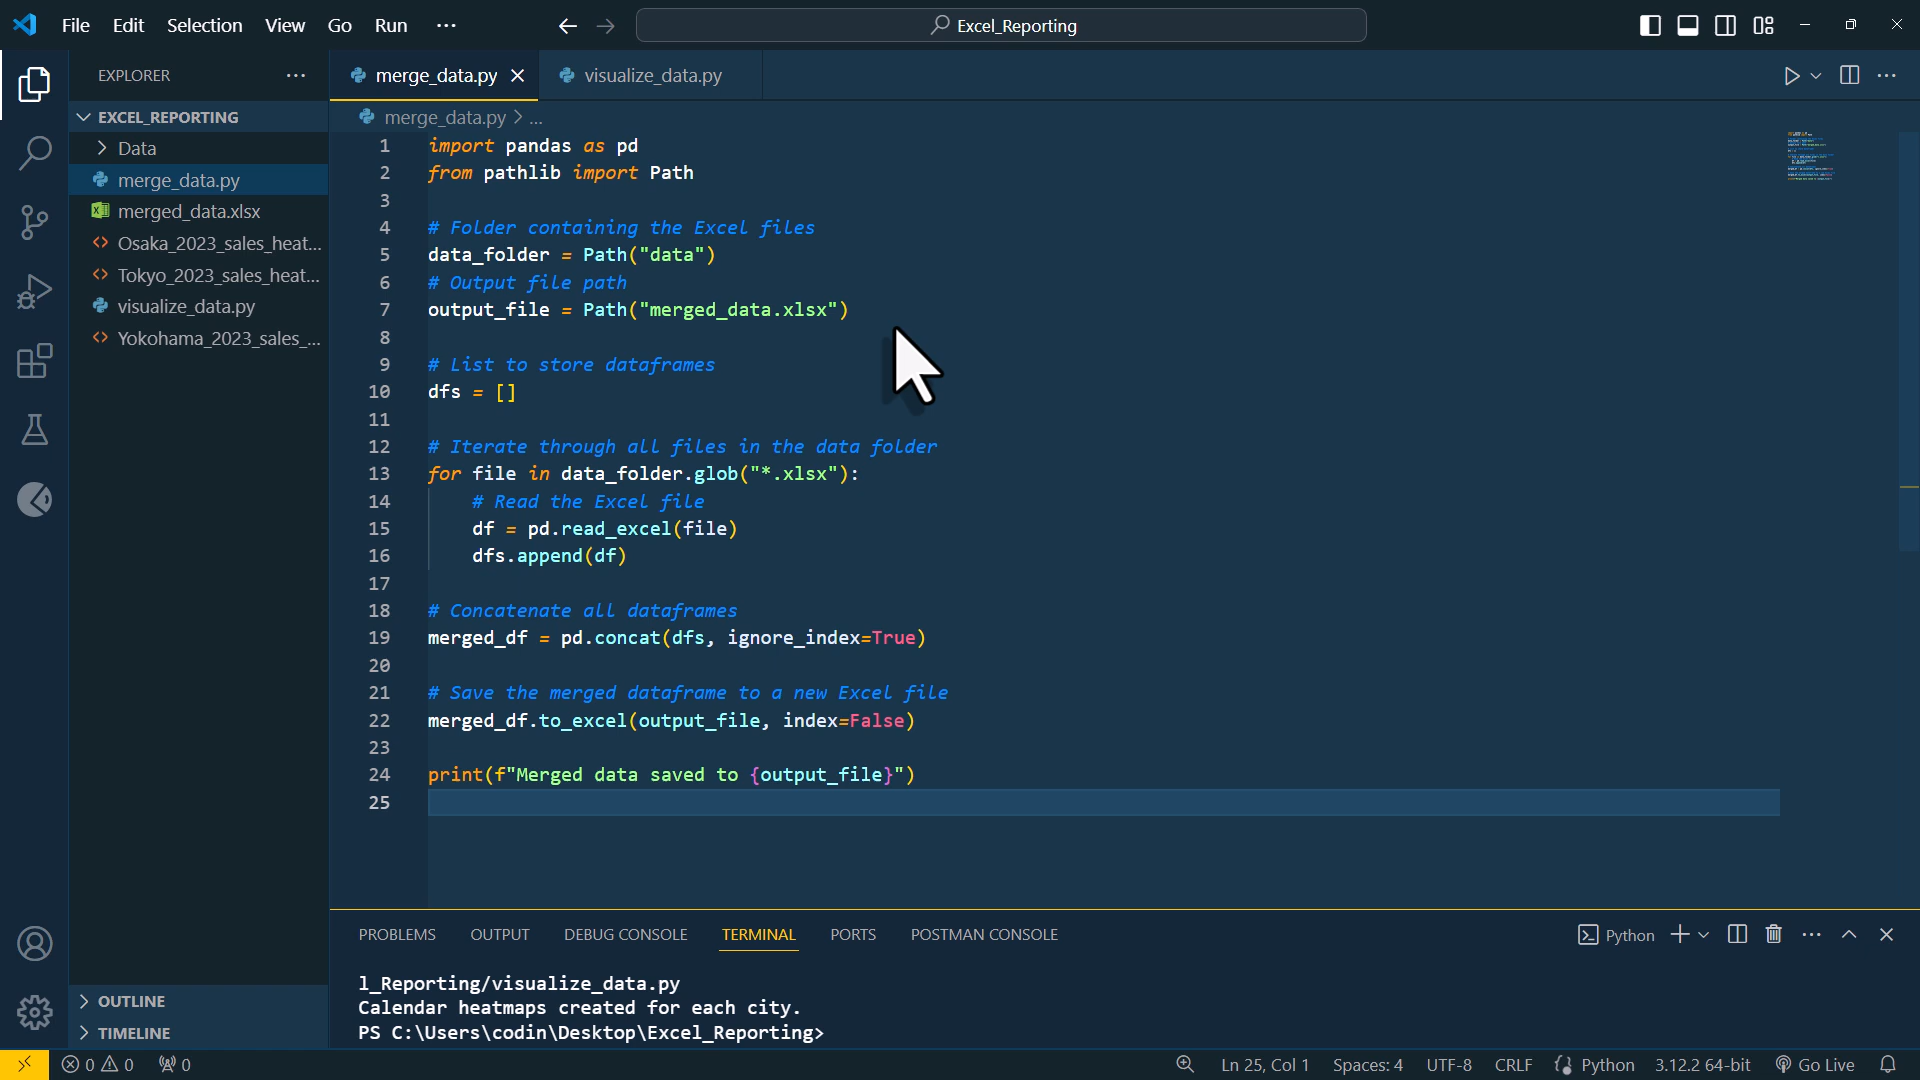 File Edit Selection View Go Run ··· Excel_Reporting
EXPLORER ···
merge_data.py visualize_data.py
EXCEL_REPORTING
Data
merge_data.py
merged_data.xlsx
Osaka_2023_sales_heat...
Tokyo_2023_sales_heat...
visualize_data.py
Yokohama_2023_sales_...
OUTLINE
TIMELINE
merge_data.py > ...
1 import pandas as pd
2 from pathlib import Path
3
4 # Folder containing the Excel files
5 data_folder = Path("data")
6 # Output file path
7 output_file = Path("merged_data.xlsx")
8
9 # List to store dataframes
10 dfs = []
11
12 # Iterate through all files in the data folder
13 for file in data_folder.glob("*.xlsx"):
14 # Read the Excel file
15 df = pd.read_excel(file)
16 dfs.append(df)
17
18 # Concatenate all dataframes
19 merged_df = pd.concat(dfs, ignore_index=True)
20
21 # Save the merged dataframe to a new Excel file
22 merged_df.to_excel(output_file, index=False)
23
24 print(f"Merged data saved to {output_file}")
25
PROBLEMS OUTPUT DEBUG CONSOLE TERMINAL PORTS POSTMAN CONSOLE Python
l_Reporting/visualize_data.py
Calendar heatmaps created for each city.
PS C:\Users\codin\Desktop\Excel_Reporting>
0 0 0 Ln 25, Col 1 Spaces: 4 UTF-8 CRLF Python 3.12.2 64-bit Go Live